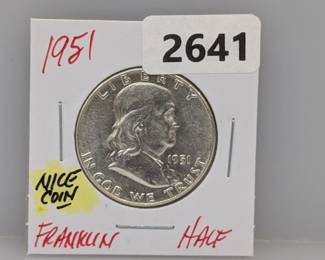 1951
2641
LIBERTY
1951
IN GOD WE TRUST
NICE
COIN
FRANKLIN HALF